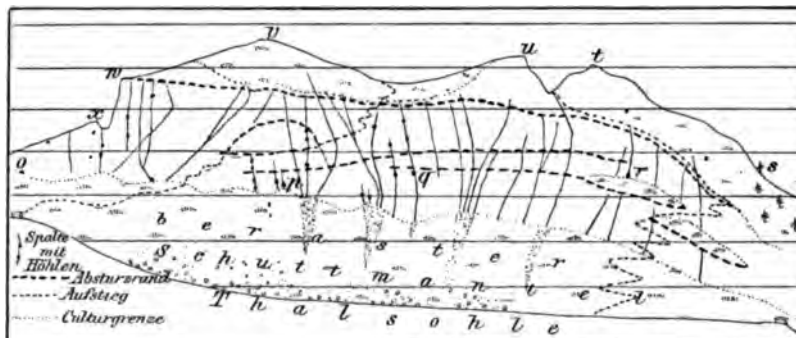 v
u
t
w
x
Q
p
q
r
s
b e r a s t e r
S c h u t t m a n t e l
T h a l s o h l e
Spalte
mit
Höhlen
Absturzrand
Aufstieg
Culturgrenze